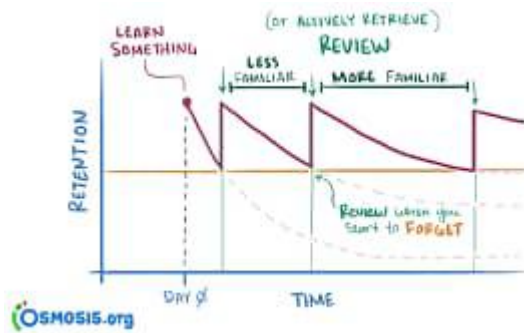 (OR ACTIVELY RETRIEVE)
REVIEW
LEARN
SOMETHING
LESS
FAMILIAR
MORE FAMILIAR
RETENTION
REVIEW when you
start to FORGET
DAY 0
TIME
OSMOSIS.org